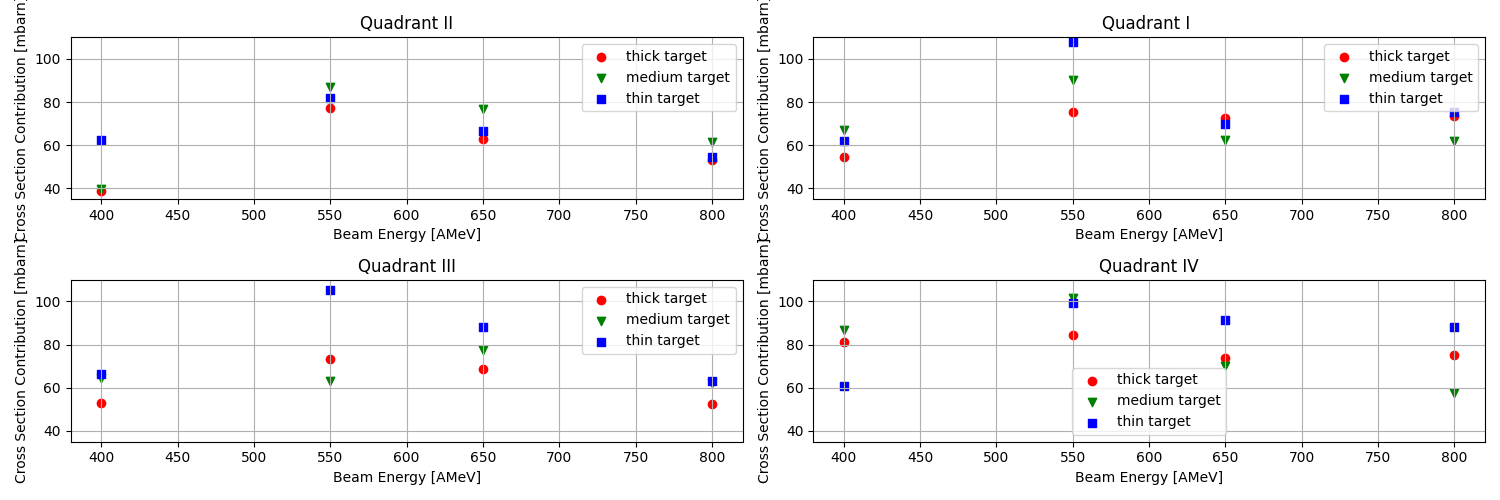 Quadrant II
Cross Section Contribution [mbarn]
100
80
60
40
thick target
medium target
thin target
400 450 500 550 600 650 700 750 800
Beam Energy [AMeV]
Quadrant I
Cross Section Contribution [mbarn]
100
80
60
40
thick target
medium target
thin target
400 450 500 550 600 650 700 750 800
Beam Energy [AMeV]
Quadrant III
Cross Section Contribution [mbarn]
100
80
60
40
thick target
medium target
thin target
400 450 500 550 600 650 700 750 800
Beam Energy [AMeV]
Quadrant IV
Cross Section Contribution [mbarn]
100
80
60
40
thick target
medium target
thin target
400 450 500 550 600 650 700 750 800
Beam Energy [AMeV]